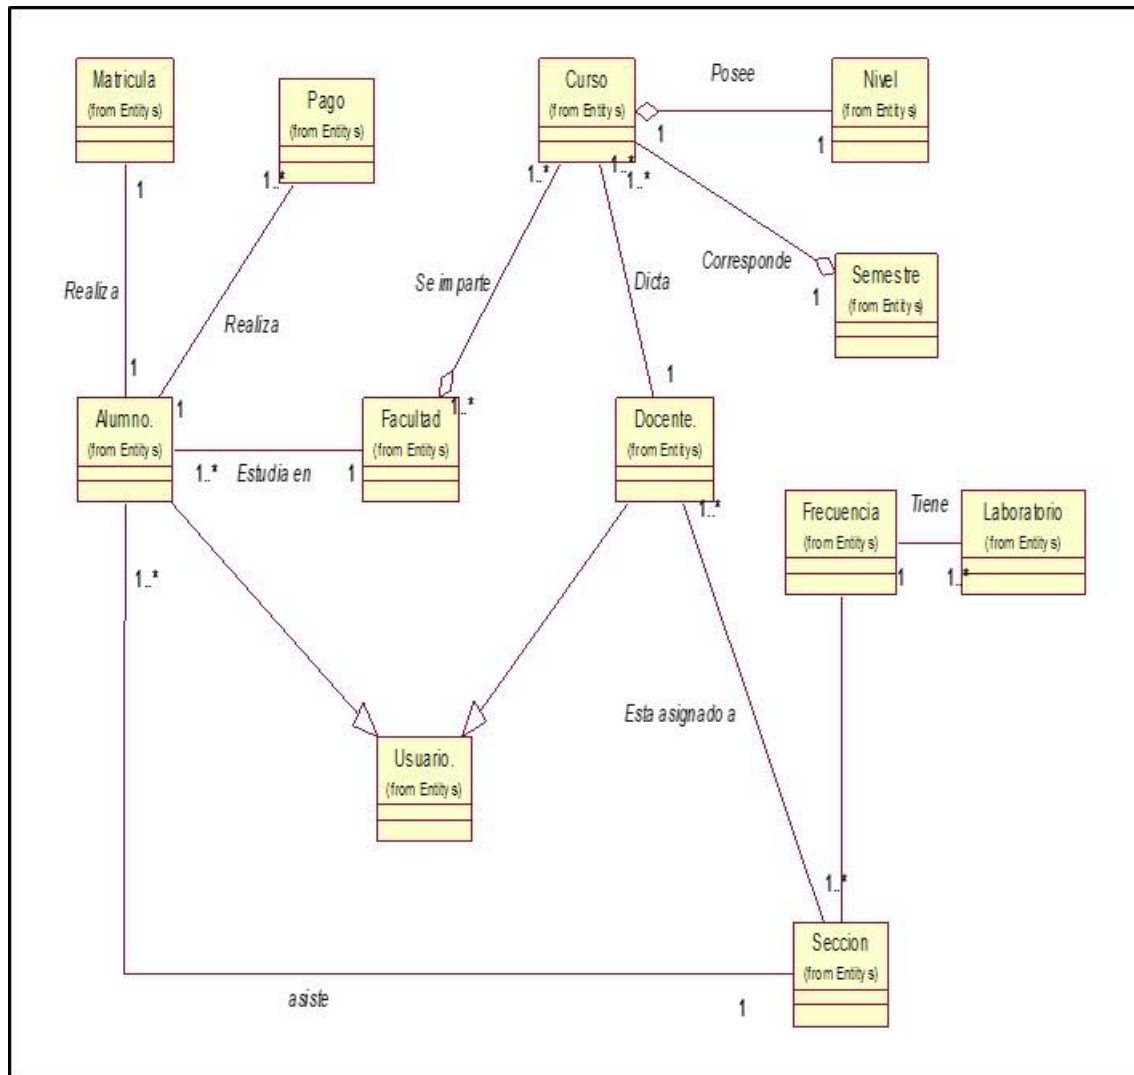 Matricula
(from Entitys)
Pago
(from Entitys)
Curso
(from Entitys)
Posee
Nivel
(from Entitys)
1
1
1
1..*
1..*
1..*
1..*
Semestre
(from Entitys)
Corresponde
1
Se imparte
Dicta
Realiza
Realiza
1
1
1
1..*
Alumno.
(from Entitys)
Facultad
(from Entitys)
Docente.
(from Entitys)
1..*
Estudia en
1
1..*
Frecuencia
(from Entitys)
Tiene
Laboratorio
(from Entitys)
1
1..*
1..*
Esta asignado a
Usuario.
(from Entitys)
1..*
Seccion
(from Entitys)
asiste
1